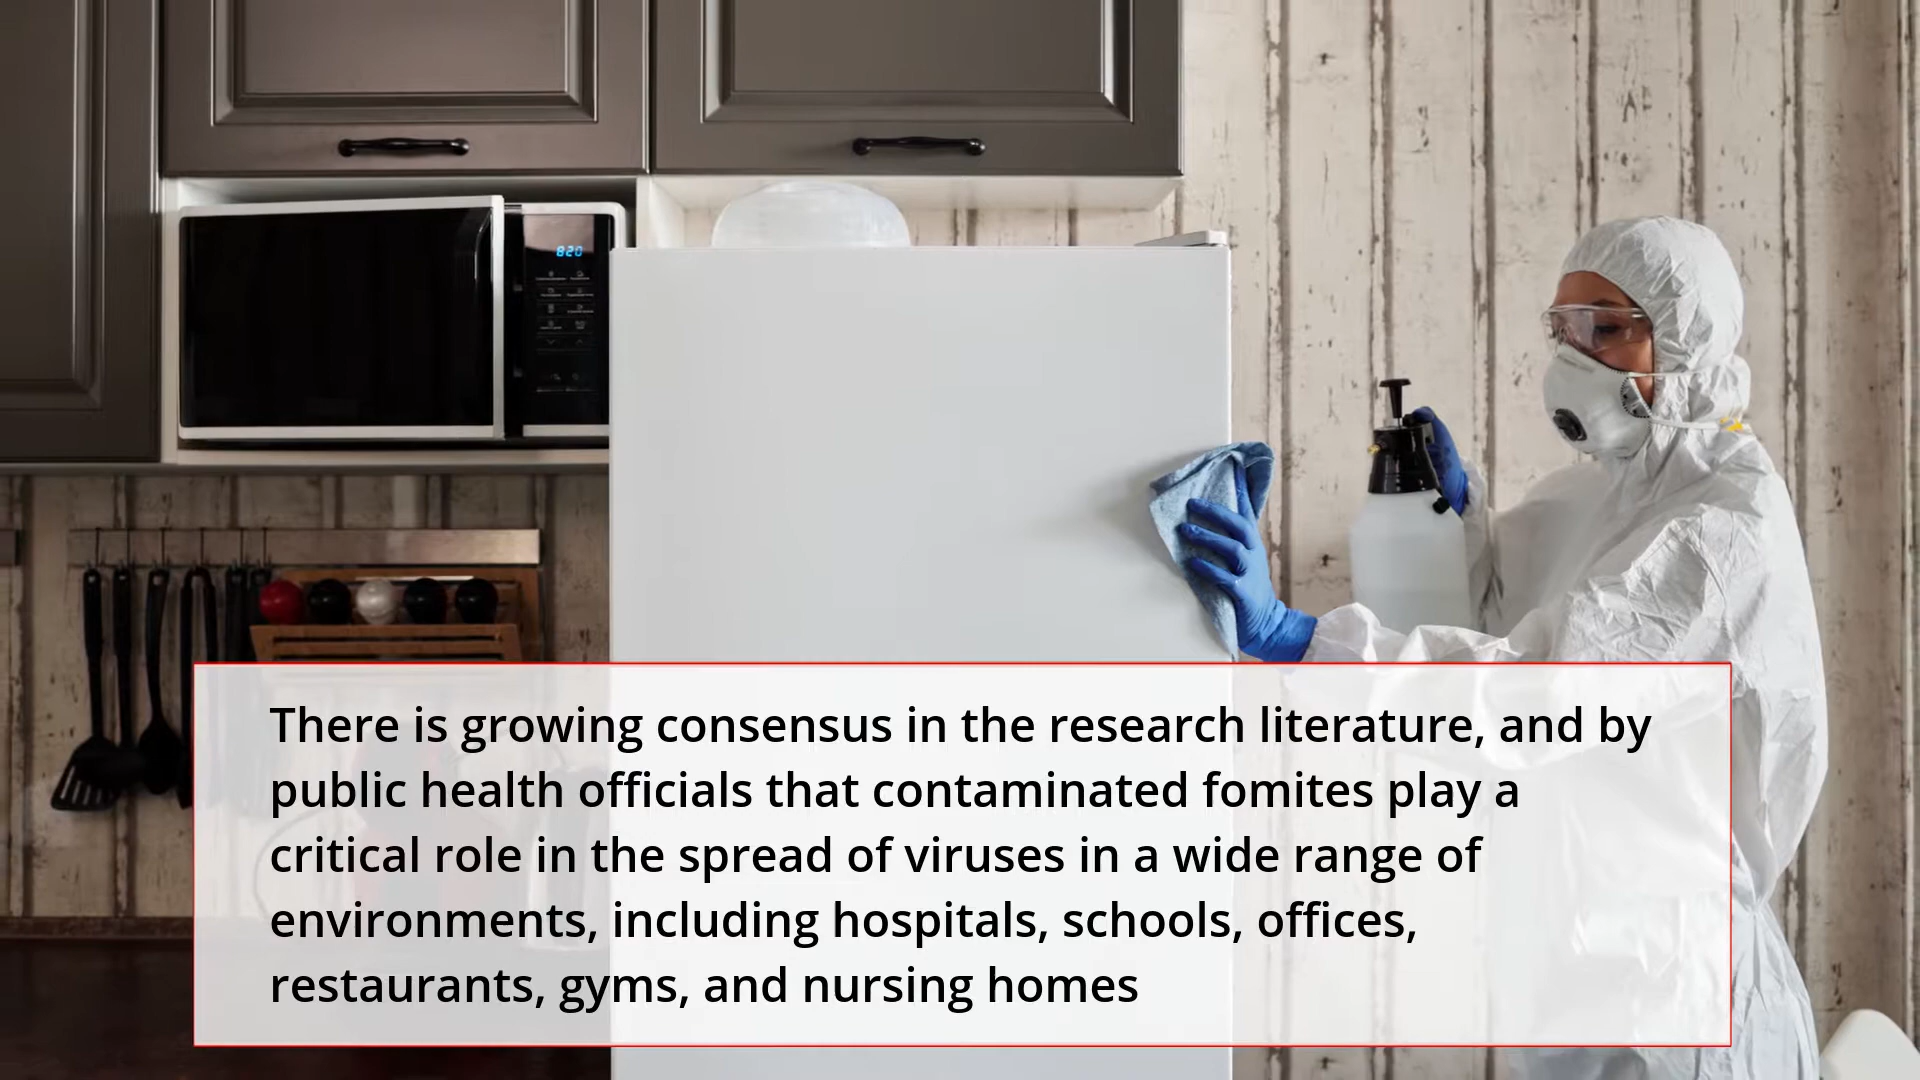 820
There is growing consensus in the research literature, and by
public health officials that contaminated fomites play a
critical role in the spread of viruses in a wide range of
environments, including hospitals, schools, offices,
restaurants, gyms, and nursing homes